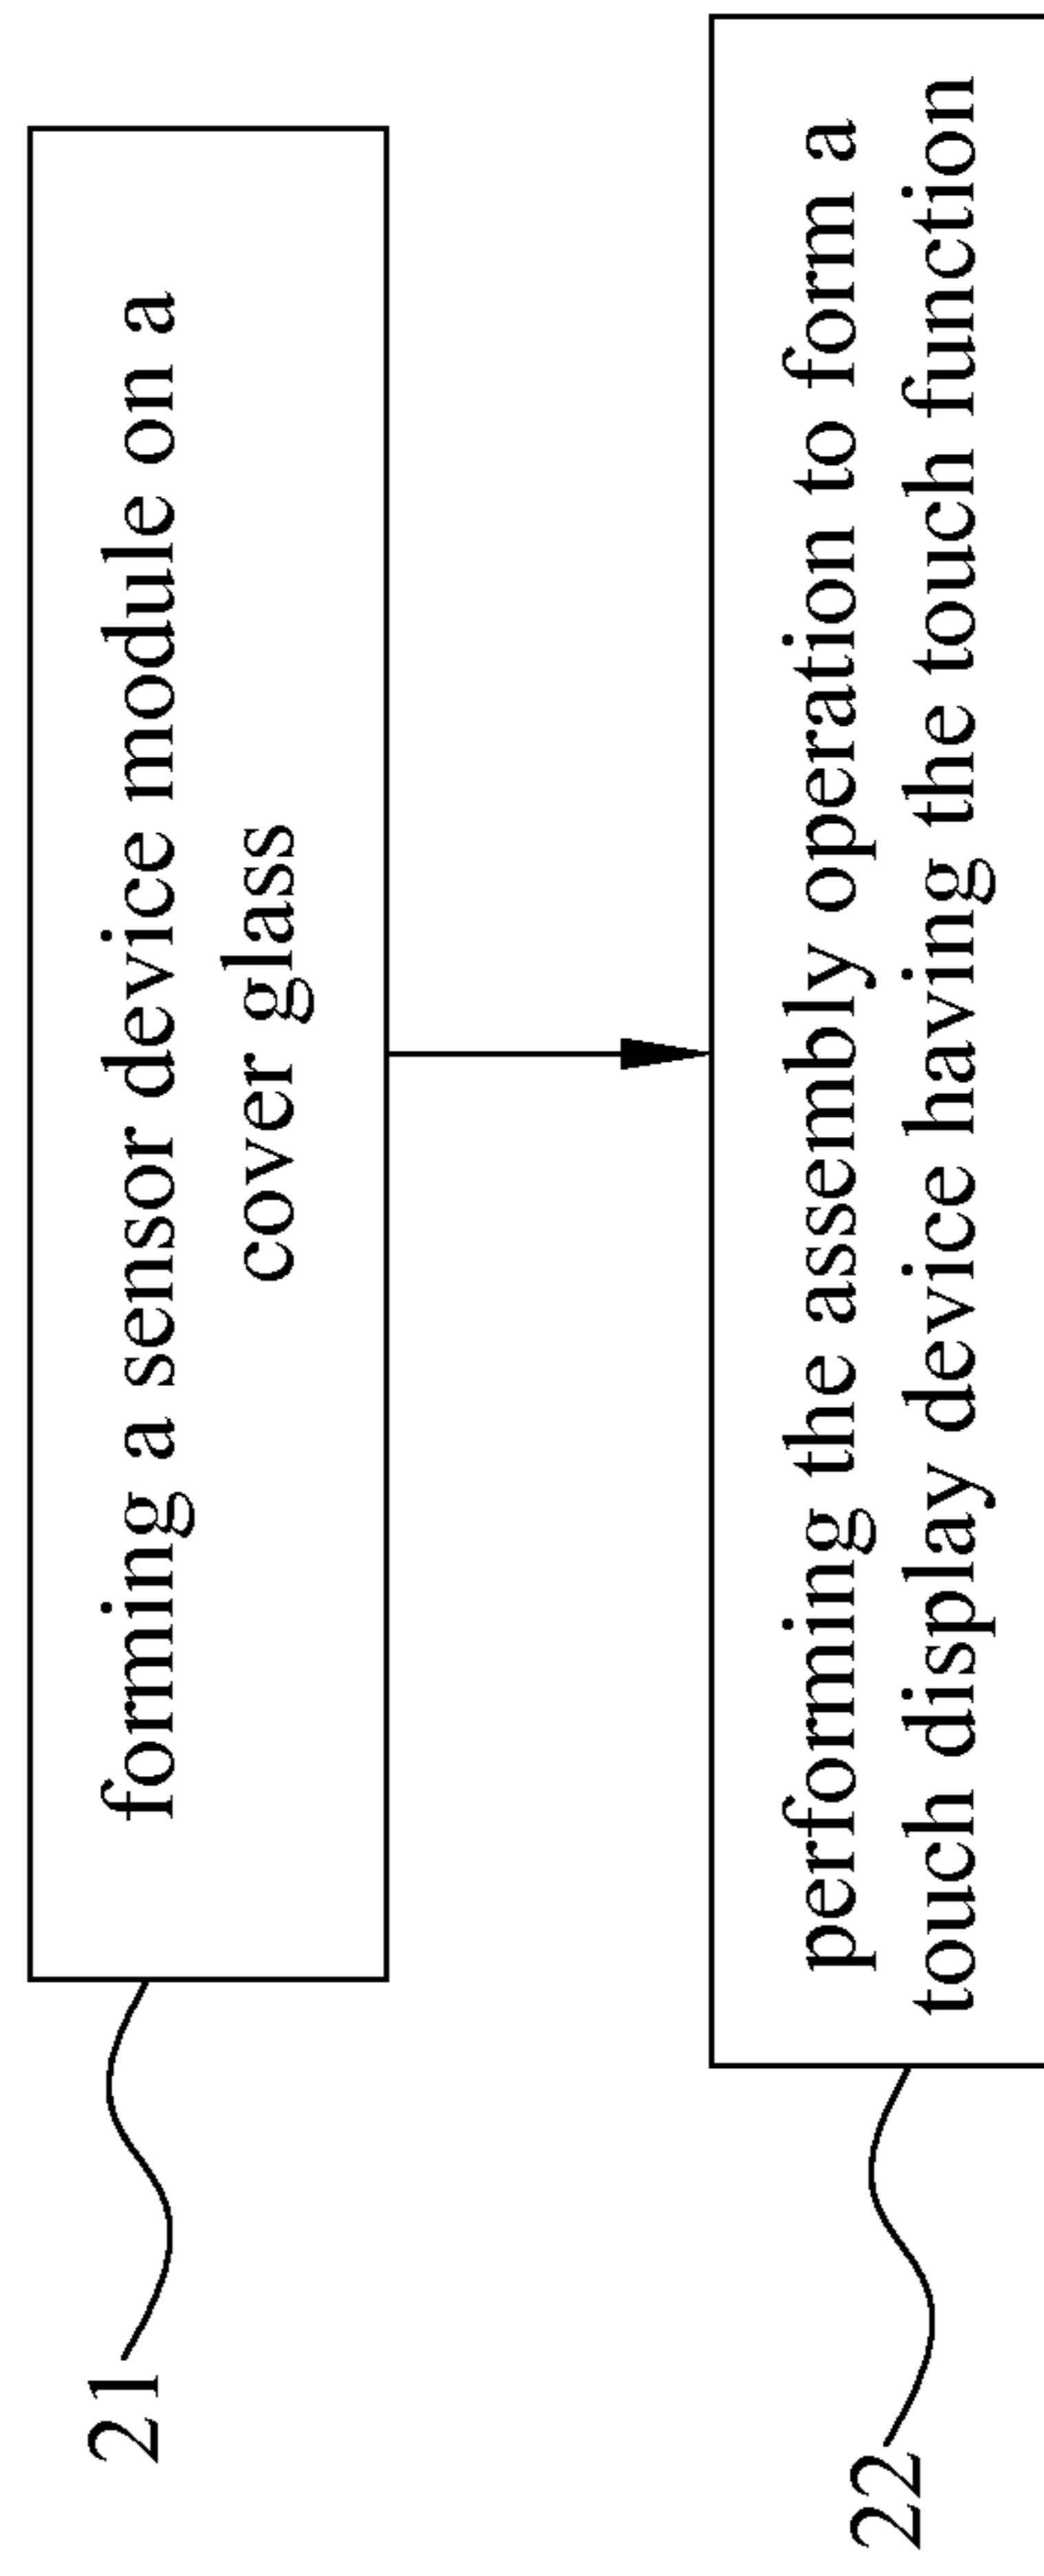 forming a sensor device module on a
cover glass
21
performing the assembly operation to form a
touch display device having the touch function
22